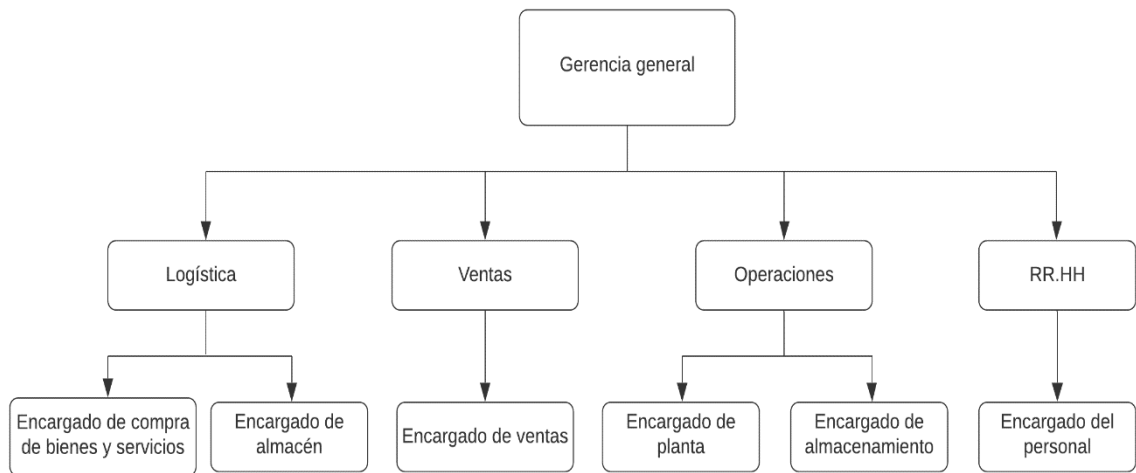 Gerencia general
Logística
Ventas
Operaciones
RR.HH
Encargado de compra
de bienes y servicios
Encargado de
almacén
Encargado de ventas
Encargado de
planta
Encargado de
almacenamiento
Encargado del
personal